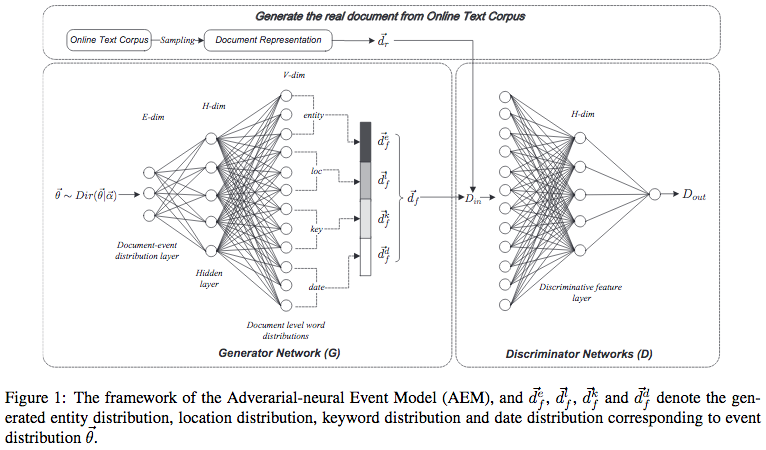 Generate the real document from Online Text Corpus
Online Text Corpus
Sampling
Document Representation
$\vec{d}_r$
V-dim
H-dim
E-dim
entity
loc
key
date
$\vec{d}_f^e$
$\vec{d}_f^l$
$\vec{d}_f^k$
$\vec{d}_f^d$
$\vec{d}_f$
$\vec{\theta} \sim Dir(\vec{\theta}|\vec{\alpha})$
Document-event
distribution layer
Hidden
layer
Document level word
distributions
Generator Network (G)
$D_{in}$
H-dim
$D_{out}$
Discriminative feature
layer
Discriminator Networks (D)
Figure 1: The framework of the Adverarial-neural Event Model (AEM), and $\vec{d}_f^e$, $\vec{d}_f^l$, $\vec{d}_f^k$ and $\vec{d}_f^d$ denote the gen-
erated entity distribution, location distribution, keyword distribution and date distribution corresponding to event
distribution $\vec{\theta}$.